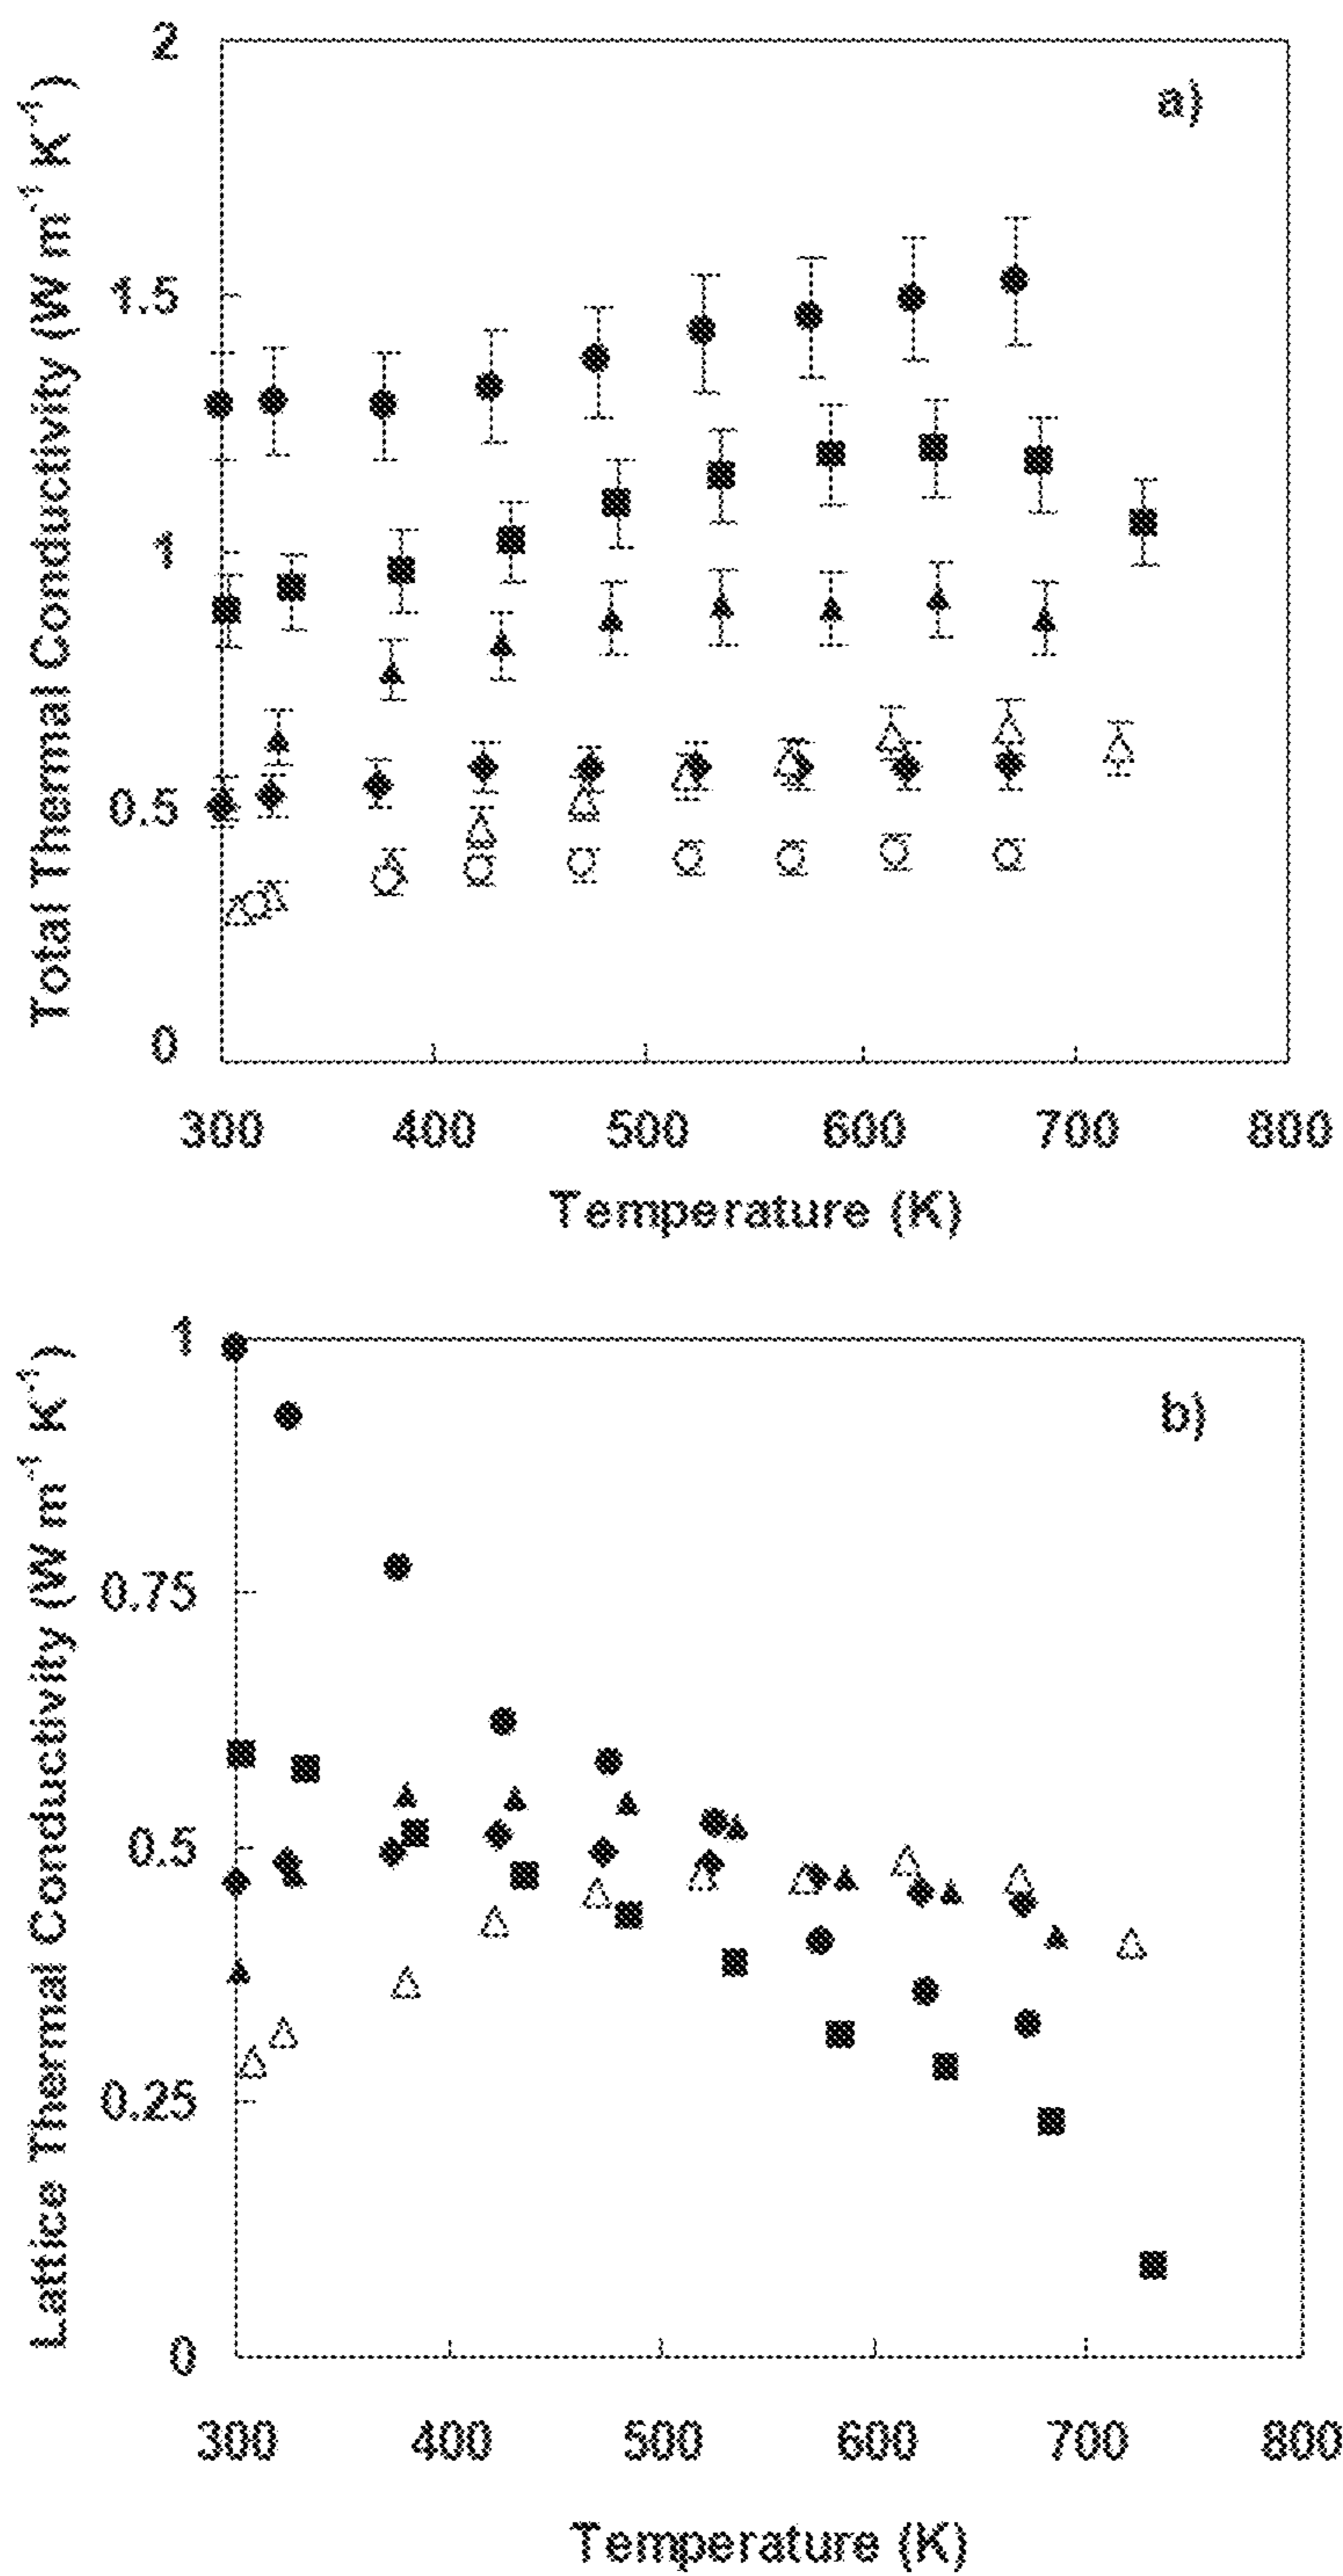 Total Thermal Conductivity (W m⁻¹ K⁻¹)
2
1.5
1
0.5
0
a)
300 400 500 600 700 800
Temperature (K)
Lattice Thermal Conductivity (W m⁻¹ K⁻¹)
1
0.75
0.5
0.25
0
b)
300 400 500 600 700 800
Temperature (K)